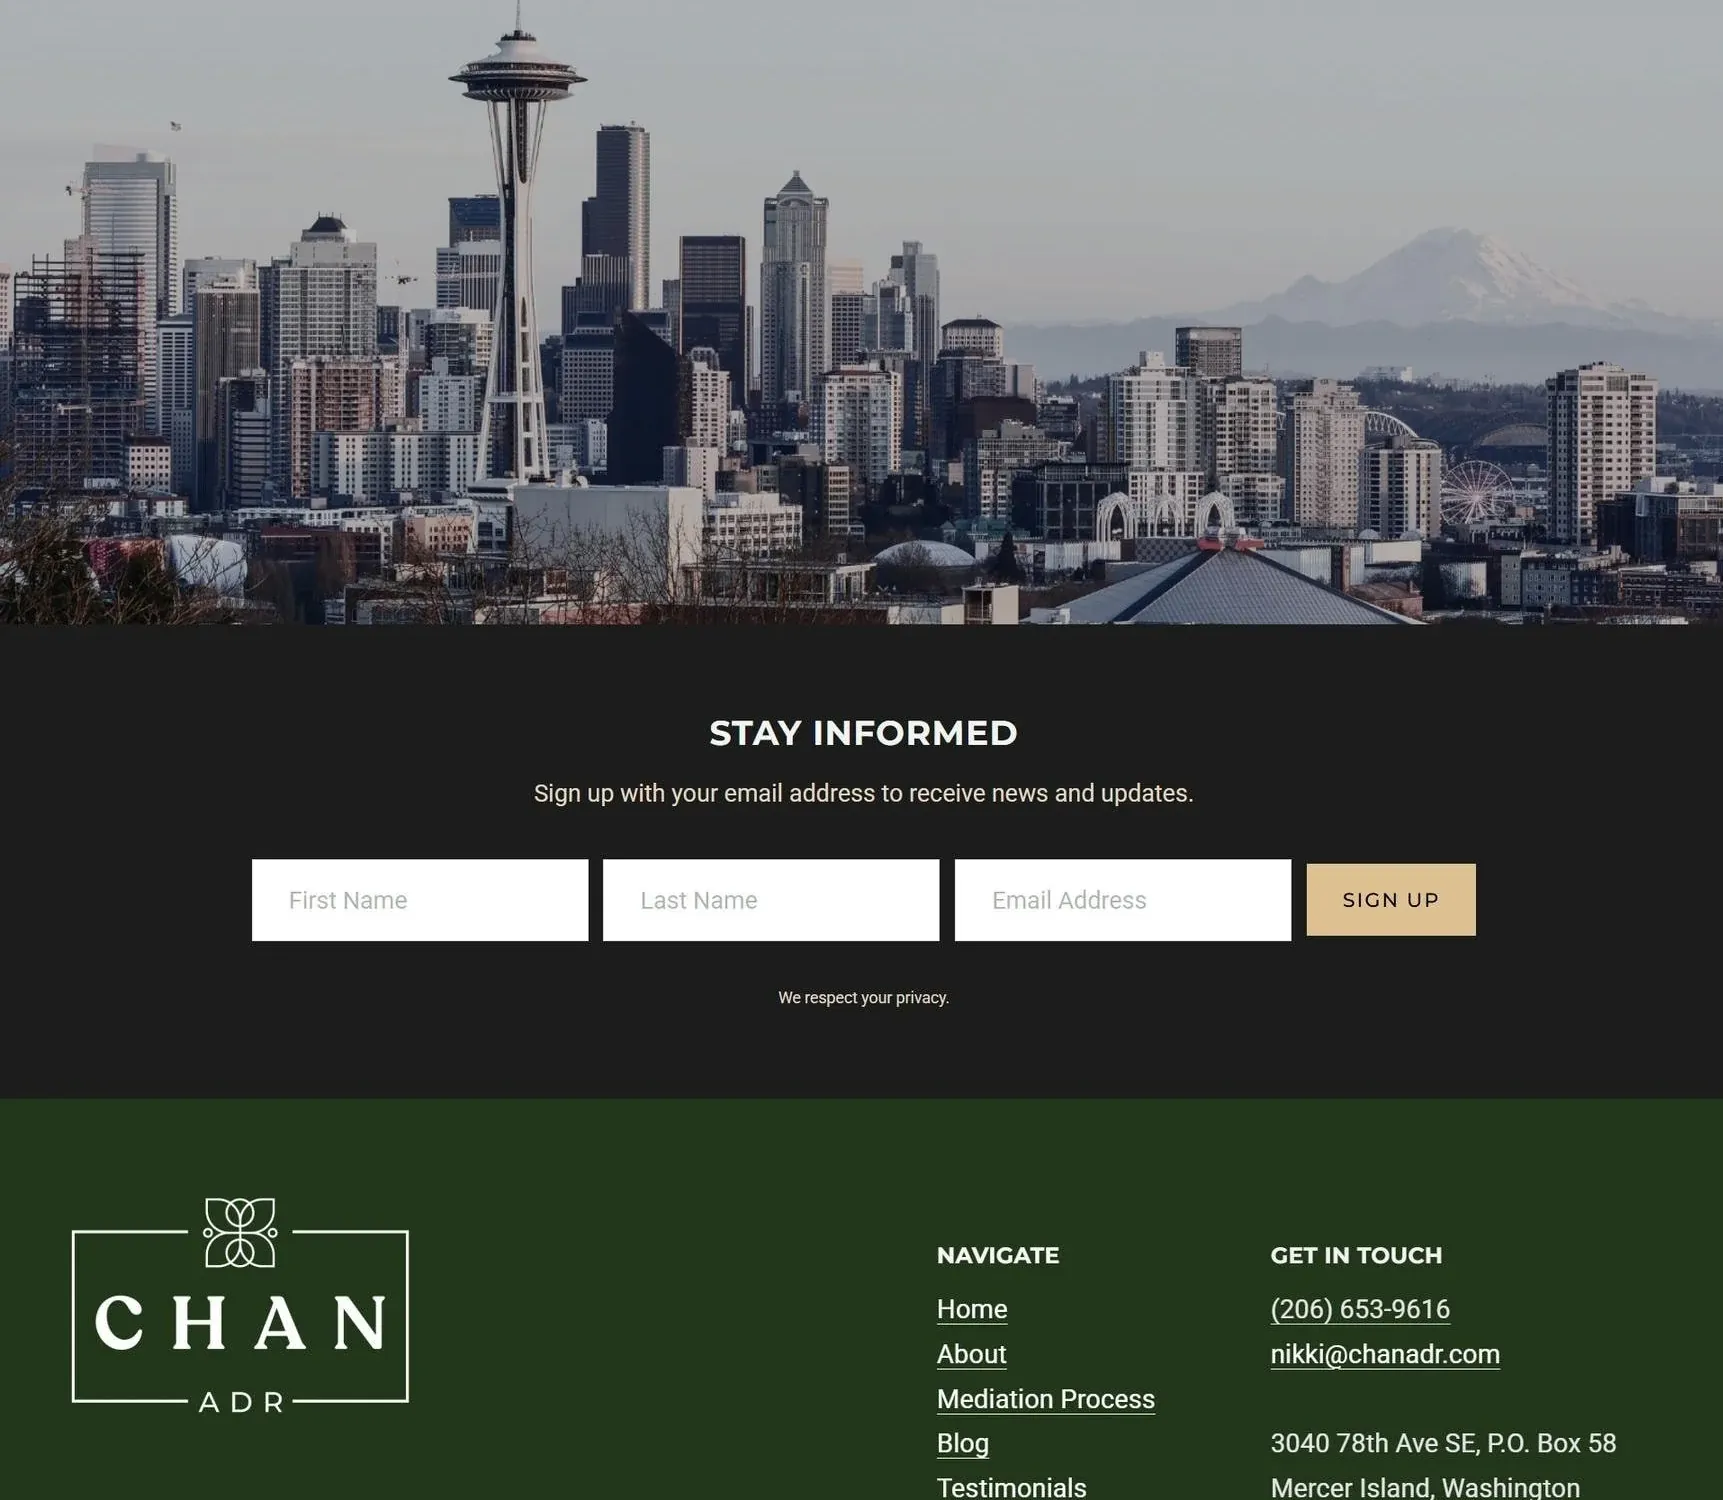 STAY INFORMED
Sign up with your email address to receive news and updates.
First Name
Last Name
Email Address
SIGN UP
We respect your privacy.
CHAN
ADR
NAVIGATE
Home
About
Mediation Process
Blog
Testimonials
GET IN TOUCH
(206) 653-9616
nikki@chanadr.com
3040 78th Ave SE, P.O. Box 58
Mercer Island, Washington